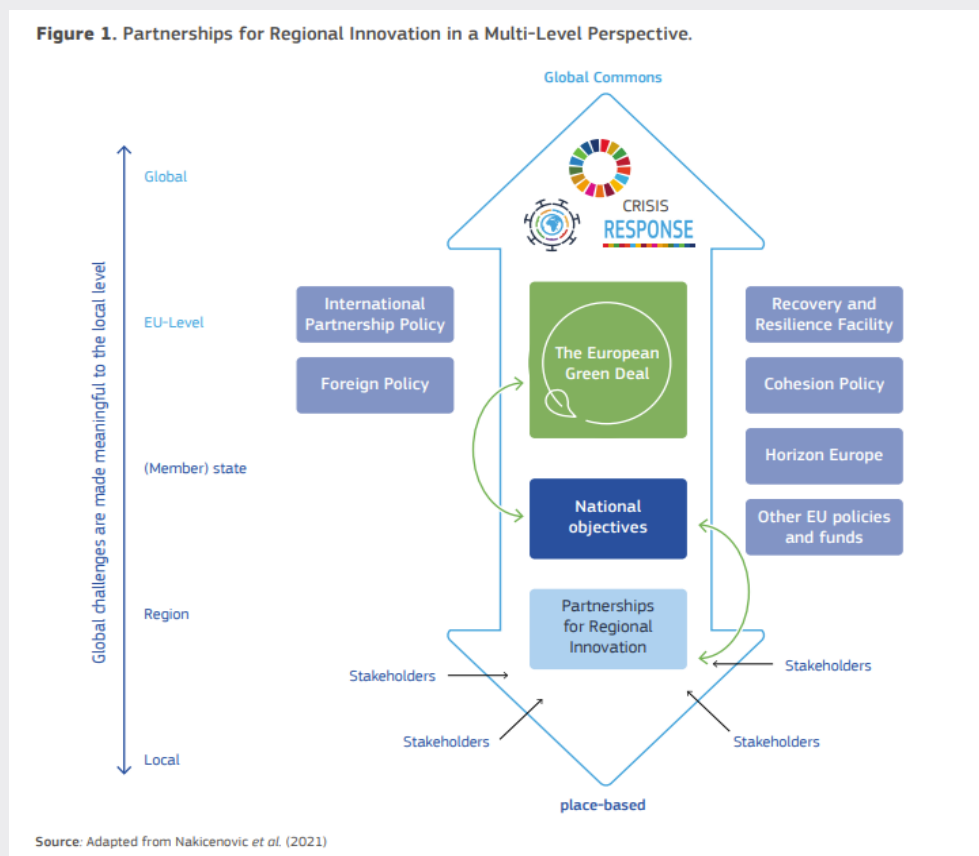 Figure 1. Partnerships for Regional Innovation in a Multi-Level Perspective.
Global Commons
Global
CRISIS
RESPONSE
Global challenges are made meaningful to the local level
EU-Level
International
Partnership Policy
Foreign Policy
The European
Green Deal
Recovery and
Resilience Facility
Cohesion Policy
Horizon Europe
Other EU policies
and funds
(Member) state
National
objectives
Region
Partnerships
for Regional
Innovation
Stakeholders
Stakeholders
Stakeholders
Stakeholders
Local
place-based
Source: Adapted from Nakicenovic et al. (2021)